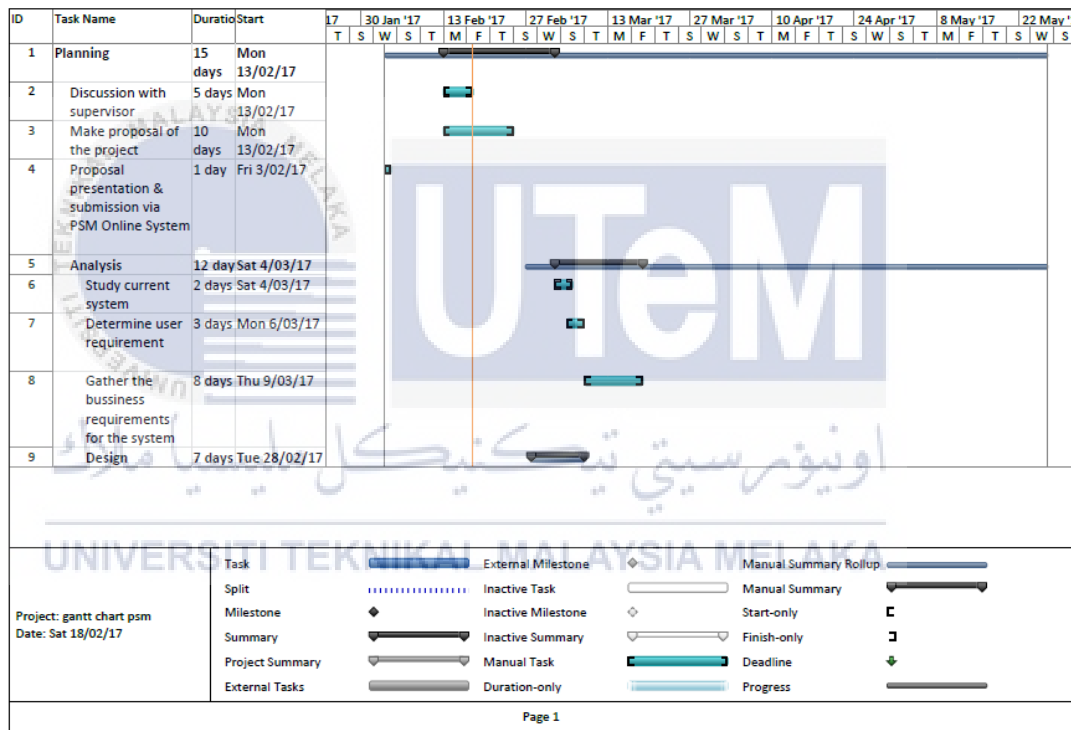 ID Task Name Duratio Start 17 30 Jan '17 13 Feb '17 27 Feb '17 13 Mar '17 27 Mar '17 10 Apr '17 24 Apr '17 8 May '17 22 May '
T S W S T M F T S W S T M F T S W S T M F T S W S T M F T S W S
1 Planning 15 days Mon 13/02/17
2 Discussion with supervisor 5 days Mon 13/02/17
3 Make proposal of the project 10 days Mon 13/02/17
4 Proposal presentation & submission via PSM Online System 1 day Fri 3/02/17
5 Analysis 12 day Sat 4/03/17
6 Study current system 2 days Sat 4/03/17
7 Determine user requirement 3 days Mon 6/03/17
8 Gather the bussiness requirements for the system 8 days Thu 9/03/17
9 Design 7 days Tue 28/02/17
UNIVERSITI TEKNIKAL MALAYSIA MELAKA
UTeM
اونيۏرسيتي تيكنيكل مليسيا ملاك
UNIVERSITI TEKNIKAL MALAYSIA MELAKA
Project: gantt chart psm
Date: Sat 18/02/17
Task
Split
Milestone
Summary
Project Summary
External Tasks
External Milestone
Inactive Task
Inactive Milestone
Inactive Summary
Manual Task
Duration-only
Manual Summary Rollup
Manual Summary
Start-only
Finish-only
Deadline
Progress
Page 1